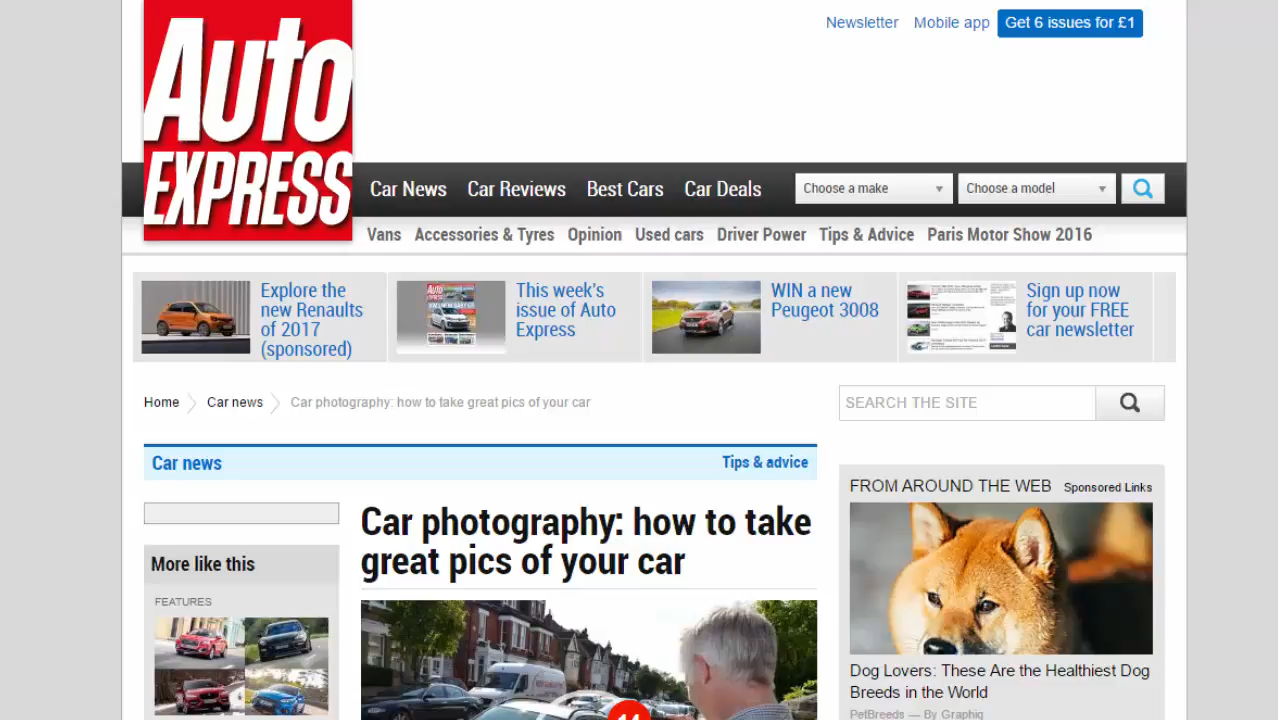 Newsletter Mobile app Get 6 issues for £1
Auto
EXPRESS
Car News Car Reviews Best Cars Car Deals Choose a make Choose a model
Vans Accessories & Tyres Opinion Used cars Driver Power Tips & Advice Paris Motor Show 2016
Explore the
new Renaults
of 2017
(sponsored)
This week's
issue of Auto
Express
WIN a new
Peugeot 3008
Sign up now
for your FREE
car newsletter
Home Car news Car photography: how to take great pics of your car
SEARCH THE SITE
Car news Tips & advice
Car photography: how to take
great pics of your car
More like this
FEATURES
FROM AROUND THE WEB Sponsored Links
Dog Lovers: These Are the Healthiest Dog
Breeds in the World
PetBreeds — By Graphiq